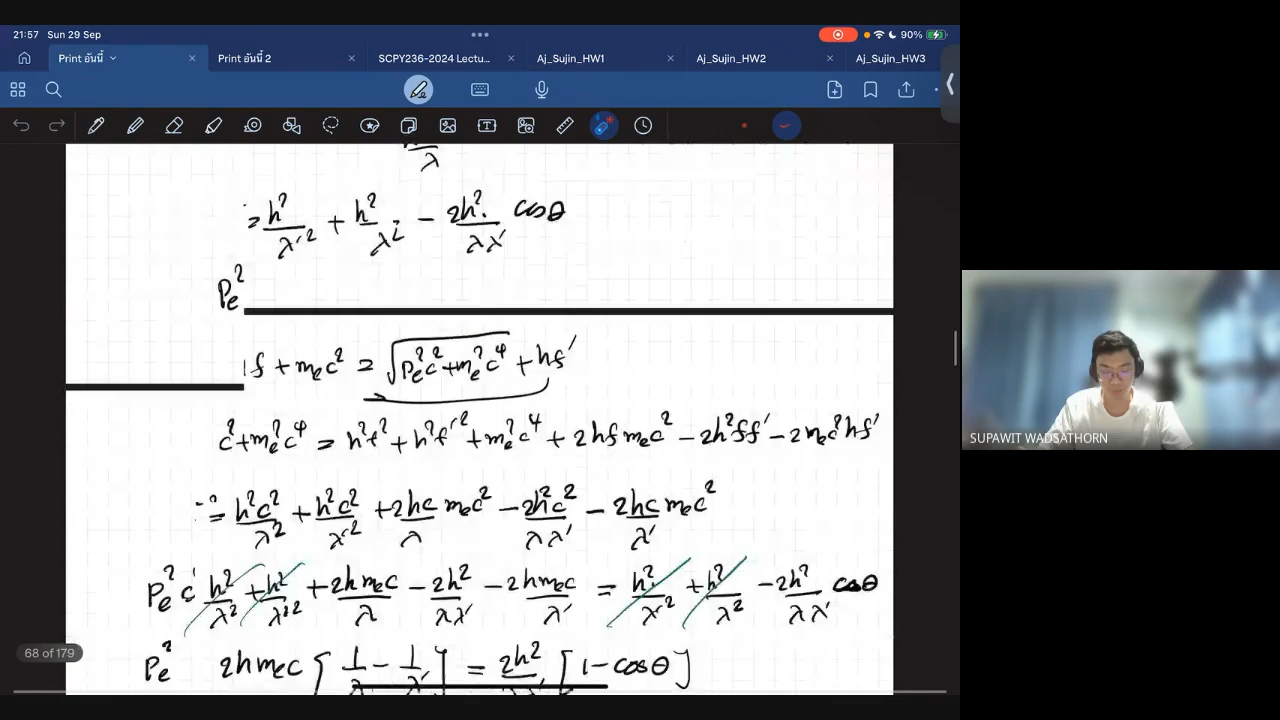 21:57 Sun 29 Sep 90%
Print อันนี้ Print อันนี้ 2 SCPY236-2024 Lectu... Aj_Sujin_HW1 Aj_Sujin_HW2 Aj_Sujin_HW3
λ
= h²/λ'² + h²/λ² − 2h²/λλ' cosθ
Pe²
f + mec² = √(Pe²c² + me²c⁴) + hf'
c² + me²c⁴ = h²f² + h²f'² + me²c⁴ + 2hfmec² − 2h²ff' − 2mec²hf'
= h²c²/λ² + h²c²/λ'² + 2hc/λ mec² − 2h²c²/λλ' − 2hc/λ' mec²
Pe² c h²/λ² + h²/λ'² + 2hmec/λ − 2h²/λλ' − 2hmec/λ' = h²/λ'² + h²/λ² − 2h²/λλ' cosθ
Pe² 2hmec [1/λ − 1/λ'] = 2h²/λλ' [1 − cosθ]
68 of 179
SUPAWIT WADSATHORN